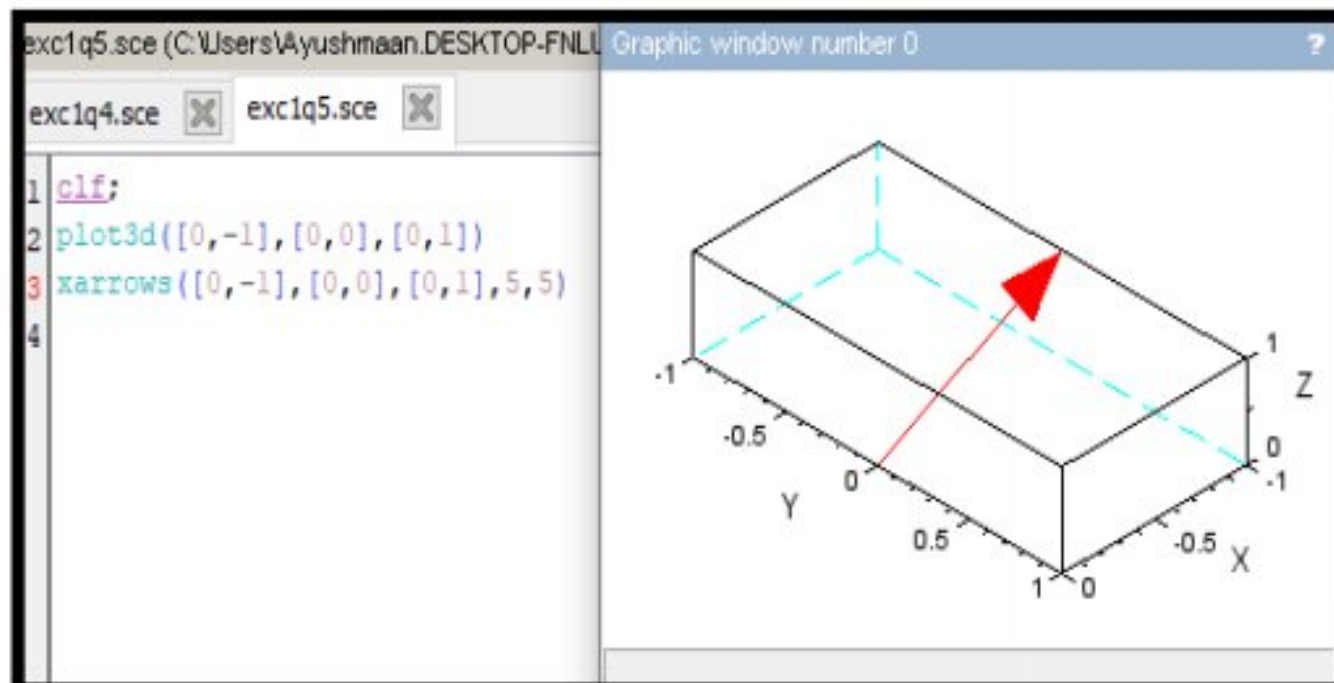 exc1q5.sce (C:\Users\Ayushmaan.DESKTOP-FNLL
exc1q4.sce
exc1q5.sce
1 clf;
2 plot3d([0,-1],[0,0],[0,1])
3 xarrows([0,-1],[0,0],[0,1],5,5)
4
Graphic window number 0
?
1
Z
0
-1
-0.5
X
0
-1
-0.5
0
Y
0.5
1